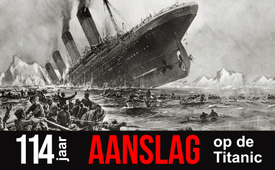 114 jaar
AANSLAG
op de
Titanic